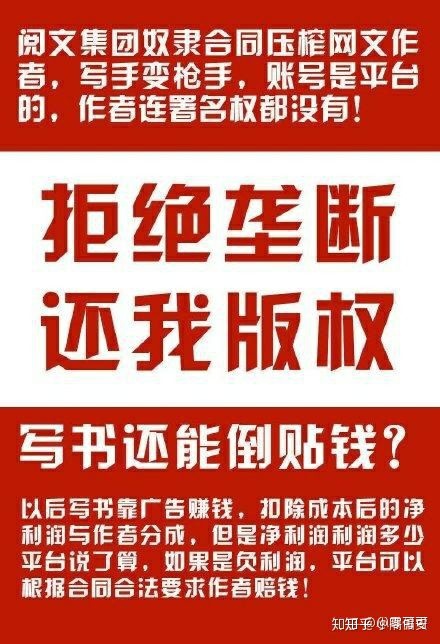 阅文集团奴隶合同压榨网文作
者，写手变枪手，账号是平台
的，作者连署名权都没有！
拒绝垄断
还我版权
写书还能倒贴钱？
以后写书靠广告赚钱，扣除成本后的净
利润与作者分成，但是净利润利润多少
平台说了算，如果是负利润，平台可以
根据合同合法要求作者赔钱！
知乎